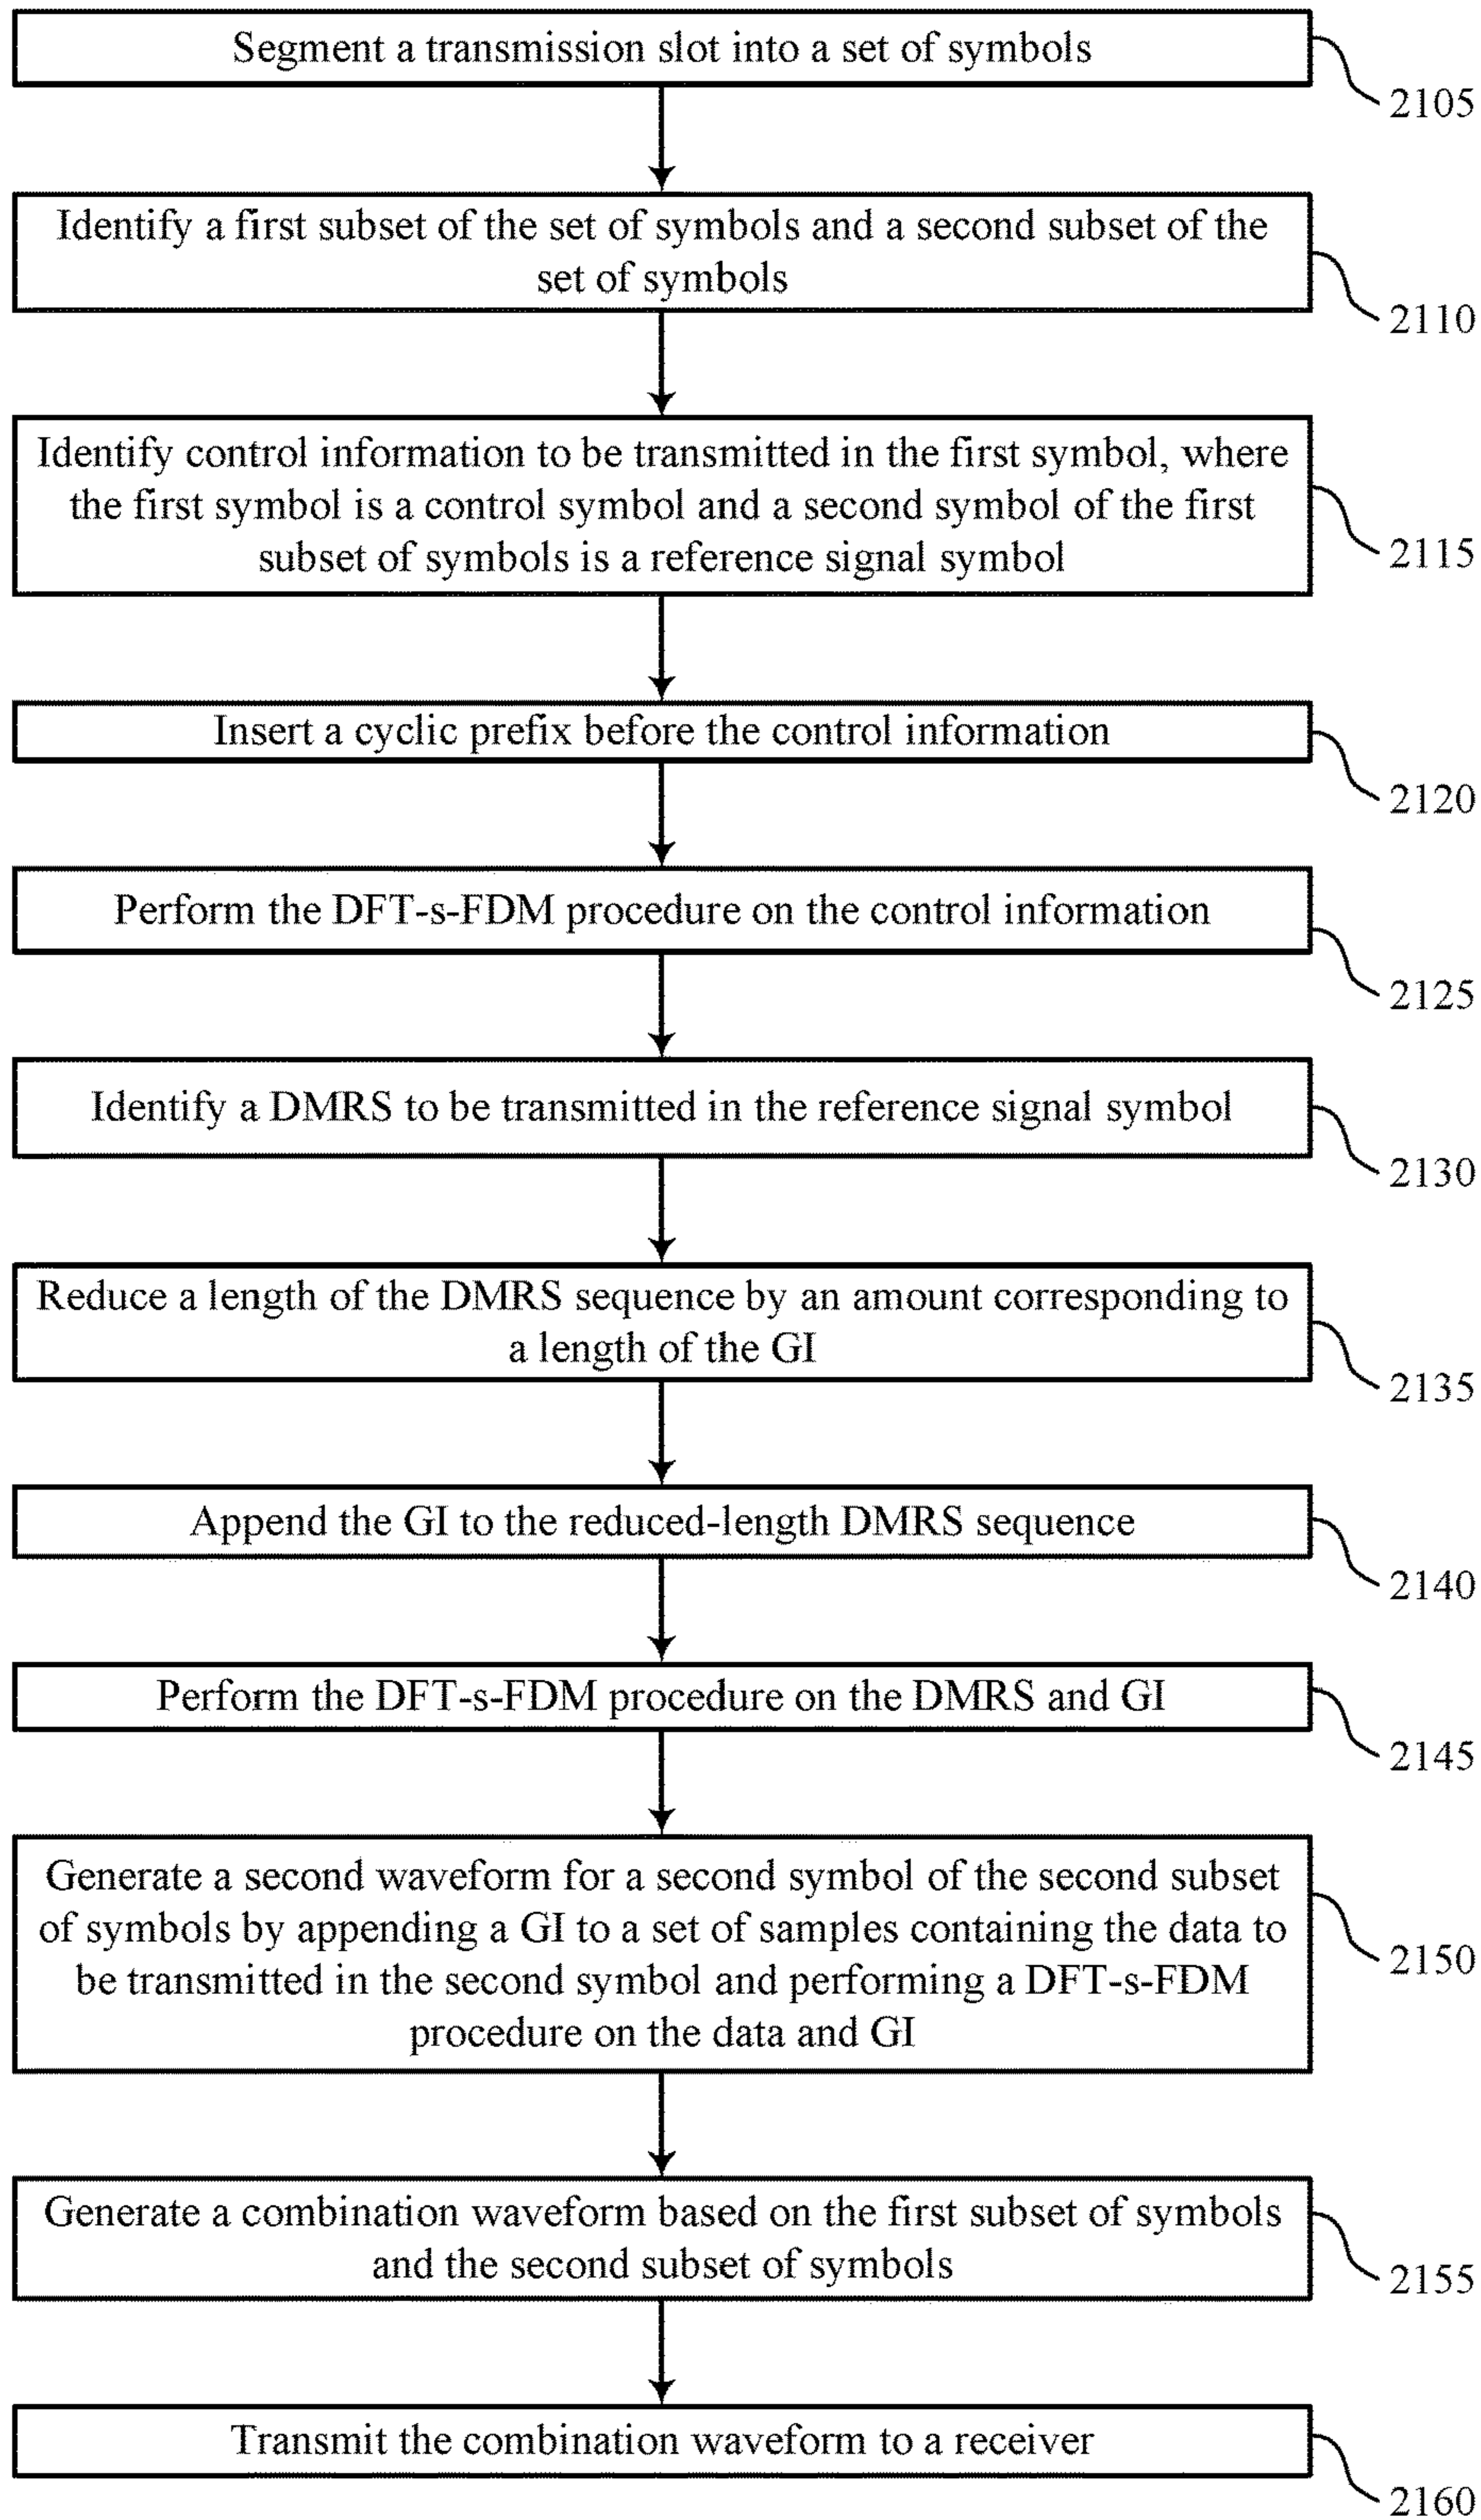 Segment a transmission slot into a set of symbols
2105
Identify a first subset of the set of symbols and a second subset of the
set of symbols
2110
Identify control information to be transmitted in the first symbol, where
the first symbol is a control symbol and a second symbol of the first
subset of symbols is a reference signal symbol
2115
Insert a cyclic prefix before the control information
2120
Perform the DFT-s-FDM procedure on the control information
2125
Identify a DMRS to be transmitted in the reference signal symbol
2130
Reduce a length of the DMRS sequence by an amount corresponding to
a length of the GI
2135
Append the GI to the reduced-length DMRS sequence
2140
Perform the DFT-s-FDM procedure on the DMRS and GI
2145
Generate a second waveform for a second symbol of the second subset
of symbols by appending a GI to a set of samples containing the data to
be transmitted in the second symbol and performing a DFT-s-FDM
procedure on the data and GI
2150
Generate a combination waveform based on the first subset of symbols
and the second subset of symbols
2155
Transmit the combination waveform to a receiver
2160